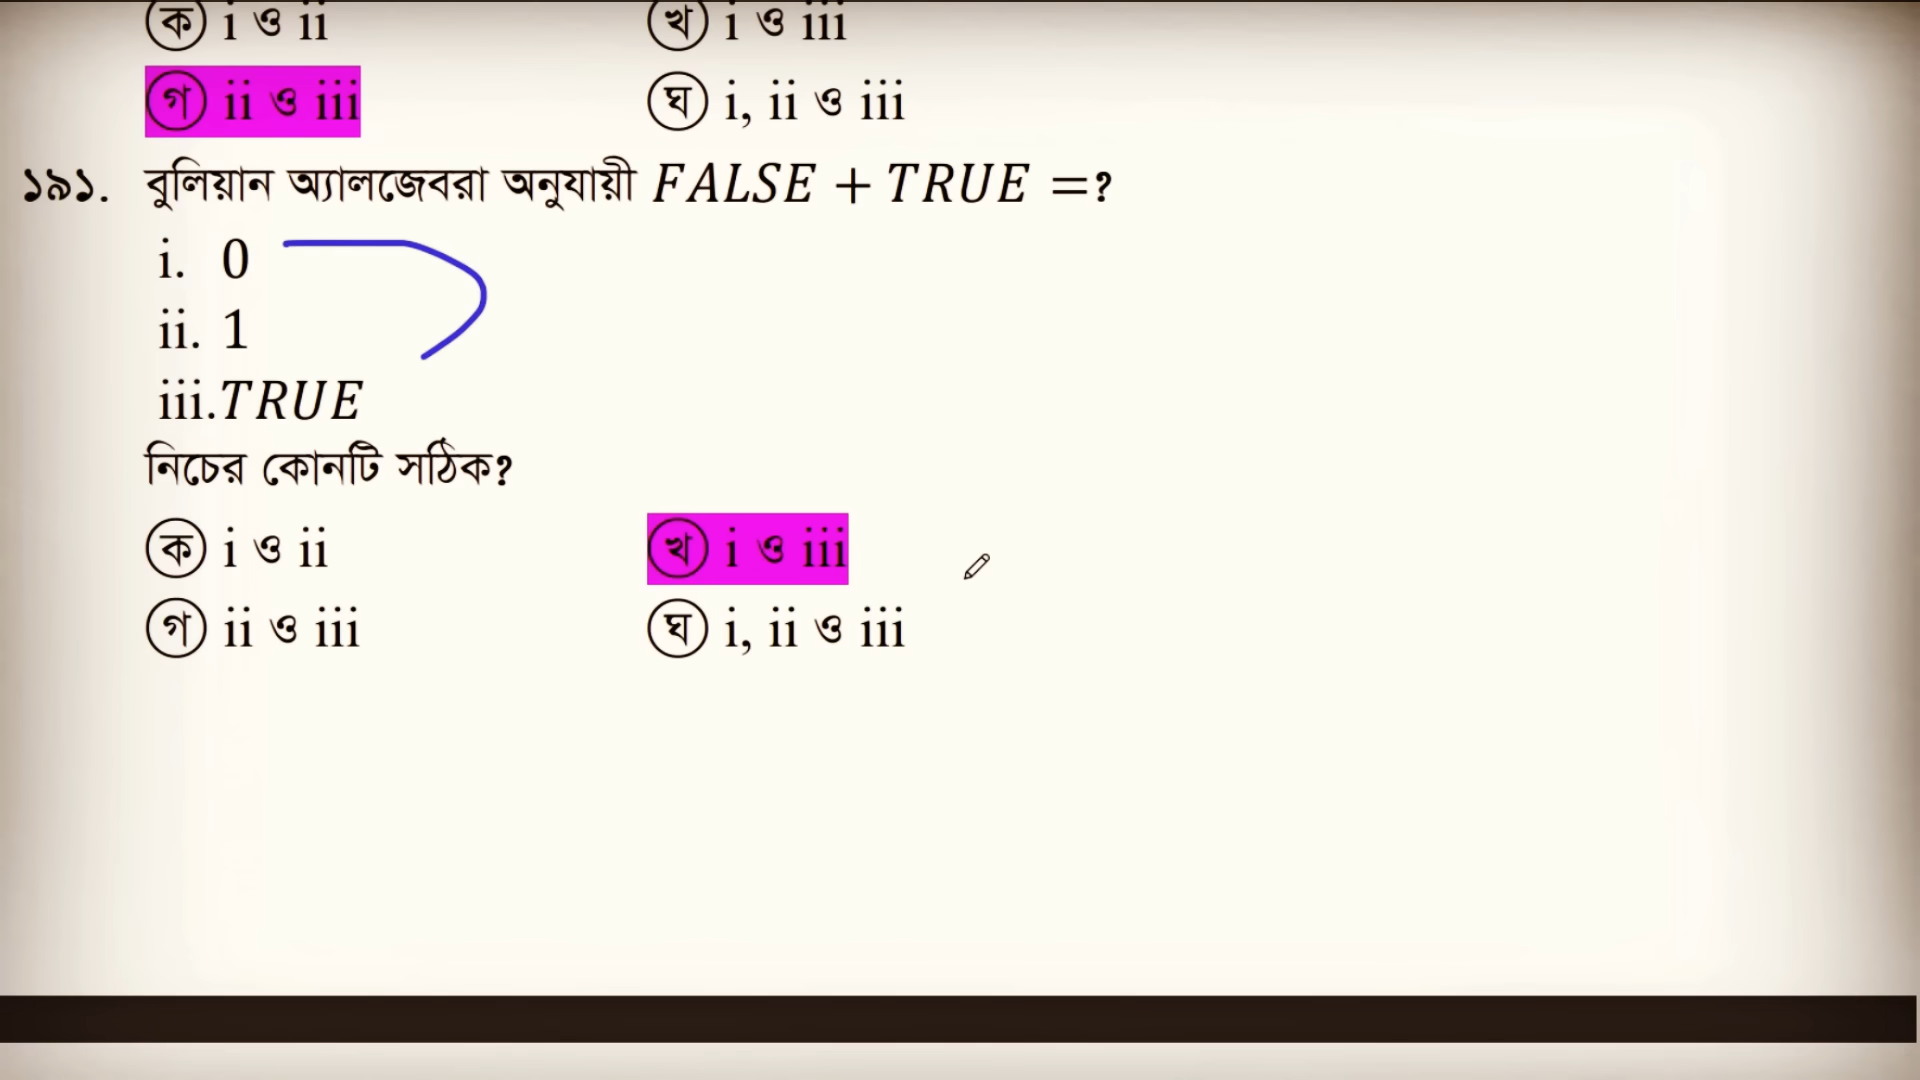 ক i ও ii খ i ও iii
গ ii ও iii ঘ i, ii ও iii
১৯১. বুলিয়ান অ্যালজেবরা অনুযায়ী FALSE + TRUE =?
i. 0
ii. 1
iii. TRUE
নিচের কোনটি সঠিক?
ক i ও ii খ i ও iii
গ ii ও iii ঘ i, ii ও iii